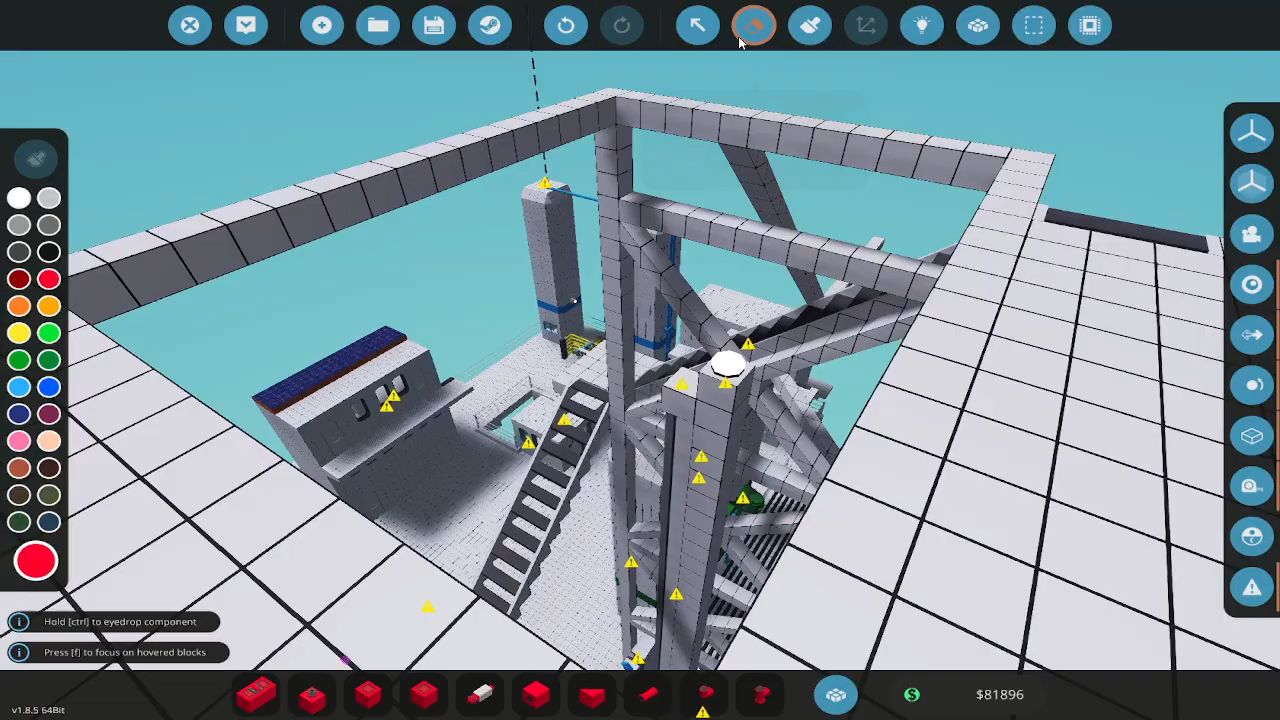 Hold [ctrl] to eyedrop component
Press [f] to focus on hovered blocks
$81896
v1.8.5 64Bit